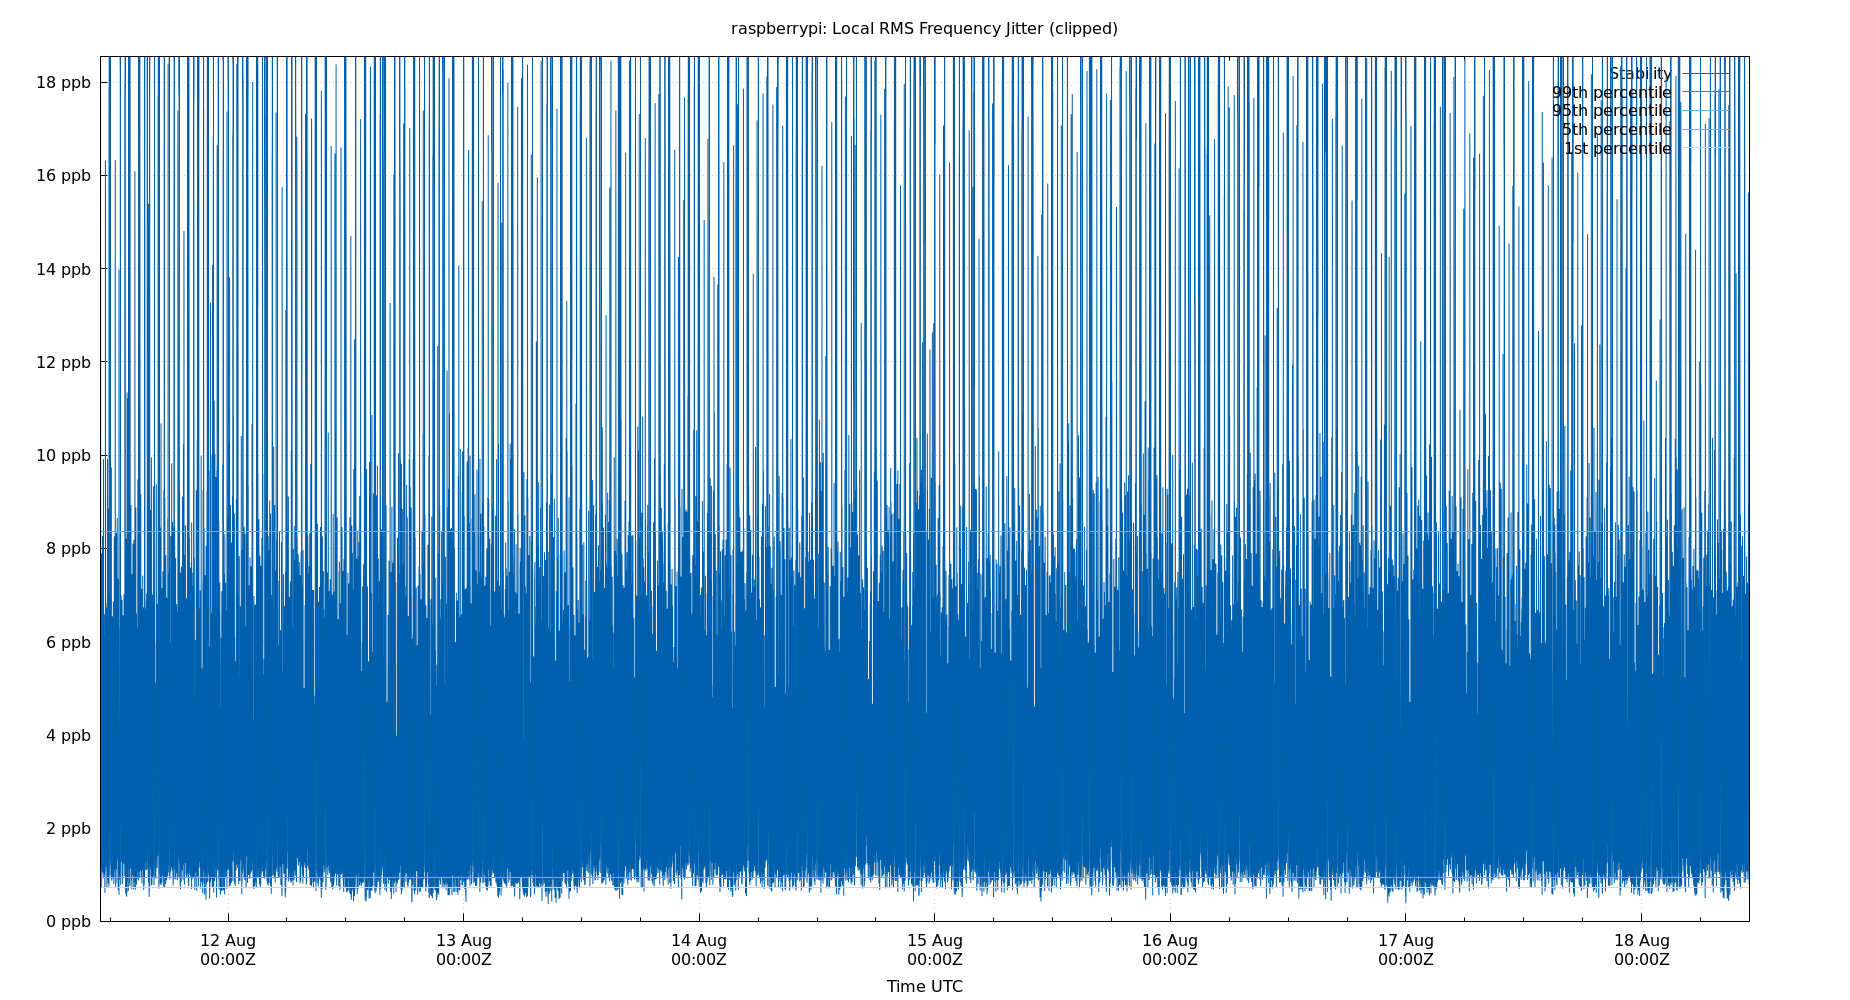 raspberrypi: Local RMS Frequency Jitter (clipped)
18 ppb
16 ppb
14 ppb
12 ppb
10 ppb
8 ppb
6 ppb
4 ppb
2 ppb
0 ppb
Stability
99th percentile
95th percentile
5th percentile
1st percentile
12 Aug
00:00Z
13 Aug
00:00Z
14 Aug
00:00Z
15 Aug
00:00Z
16 Aug
00:00Z
17 Aug
00:00Z
18 Aug
00:00Z
Time UTC